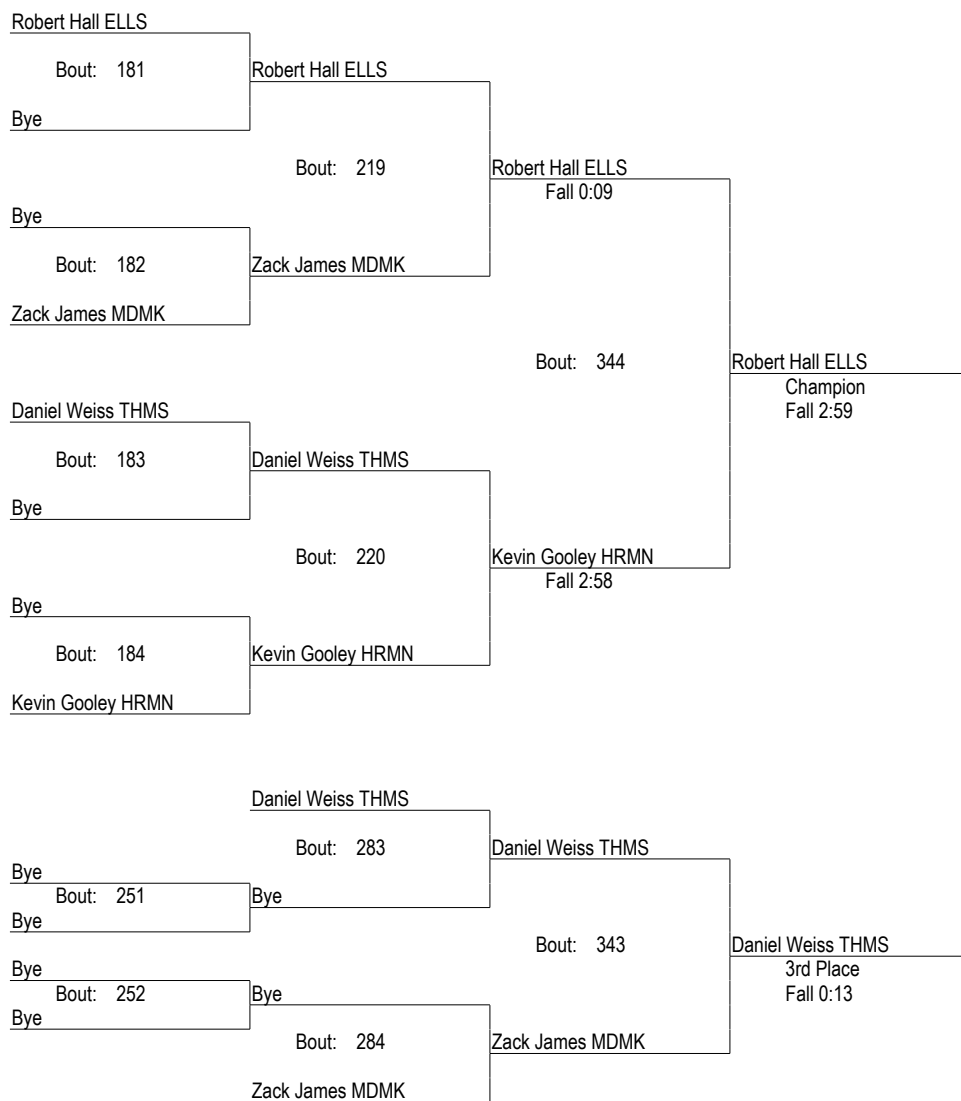 Robert Hall ELLS
Bout: 181
Robert Hall ELLS
Bye
Bout: 219
Robert Hall ELLS
Fall 0:09
Bye
Bout: 182
Zack James MDMK
Zack James MDMK
Bout: 344
Robert Hall ELLS
Champion
Fall 2:59
Daniel Weiss THMS
Bout: 183
Daniel Weiss THMS
Bye
Bout: 220
Kevin Gooley HRMN
Fall 2:58
Bye
Bout: 184
Kevin Gooley HRMN
Kevin Gooley HRMN
Daniel Weiss THMS
Bout: 283
Daniel Weiss THMS
Bye
Bout: 251
Bye
Bye
Bout: 343
Daniel Weiss THMS
3rd Place
Fall 0:13
Bye
Bout: 252
Bye
Bye
Bout: 284
Zack James MDMK
Zack James MDMK